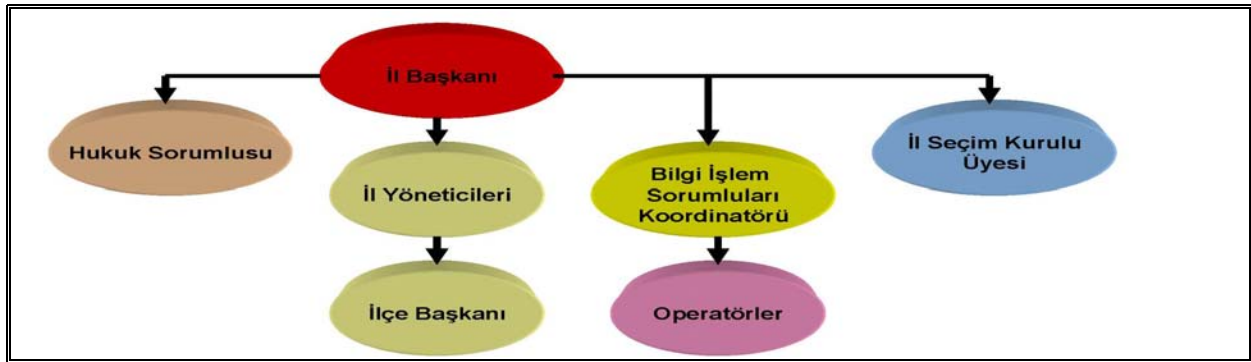 İl Başkanı
Hukuk Sorumlusu
İl Yöneticileri
Bilgi İşlem
Sorumluları
Koordinatörü
İl Seçim Kurulu
Üyesi
İlçe Başkanı
Operatörler